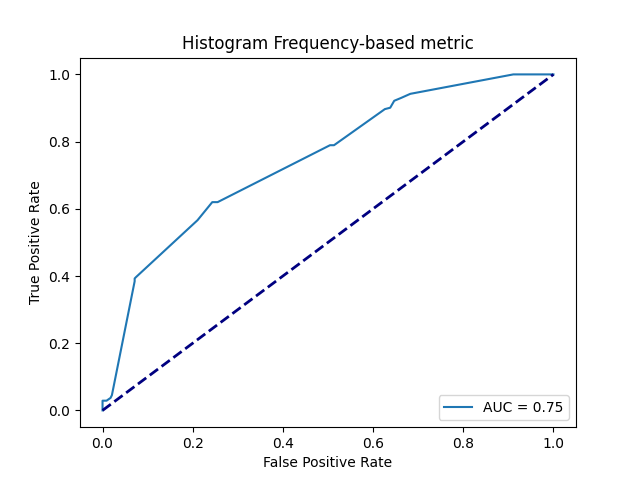 Histogram Frequency-based metric
True Positive Rate
1.0
0.8
0.6
0.4
0.2
0.0
0.0 0.2 0.4 0.6 0.8 1.0
False Positive Rate
AUC = 0.75